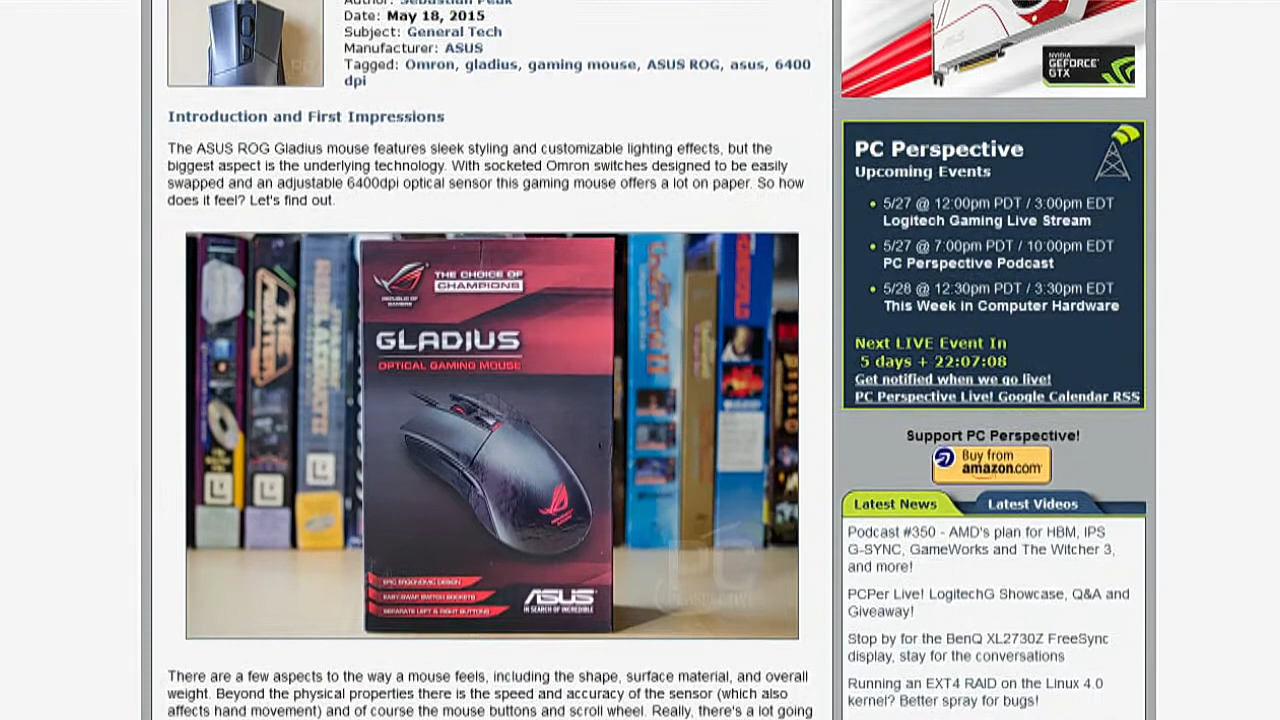 Date: May 18, 2015
Subject: General Tech
Manufacturer: ASUS
Tagged: Omron, gladius, gaming mouse, ASUS ROG, asus, 6400
dpi
Introduction and First Impressions
The ASUS ROG Gladius mouse features sleek styling and customizable lighting effects, but the
biggest aspect is the underlying technology. With socketed Omron switches designed to be easily
swapped and an adjustable 6400dpi optical sensor this gaming mouse offers a lot on paper. So how
does it feel? Let's find out.
REPUBLIC OF
GAMERS
THE CHOICE OF
CHAMPIONS
GLADIUS
OPTICAL GAMING MOUSE
EPIC ERGONOMIC DESIGN
EASY-SWAP SWITCH SOCKETS
SEPARATE LEFT & RIGHT BUTTONS
ASUS
IN SEARCH OF INCREDIBLE
There are a few aspects to the way a mouse feels, including the shape, surface material, and overall
weight. Beyond the physical properties there is the speed and accuracy of the sensor (which also
affects hand movement) and of course the mouse buttons and scroll wheel. Really, there's a lot going
NVIDIA
GEFORCE
GTX
PC Perspective
Upcoming Events
5/27 @ 12:00pm PDT / 3:00pm EDT
Logitech Gaming Live Stream
5/27 @ 7:00pm PDT / 10:00pm EDT
PC Perspective Podcast
5/28 @ 12:30pm PDT / 3:30pm EDT
This Week in Computer Hardware
Next LIVE Event In
5 days + 22:07:08
Get notified when we go live!
PC Perspective Live! Google Calendar RSS
Support PC Perspective!
Buy from
amazon.com
Latest News
Latest Videos
Podcast #350 - AMD's plan for HBM, IPS
G-SYNC, GameWorks and The Witcher 3,
and more!
PCPer Live! LogitechG Showcase, Q&A and
Giveaway!
Stop by for the BenQ XL2730Z FreeSync
display, stay for the conversations
Running an EXT4 RAID on the Linux 4.0
kernel? Better spray for bugs!